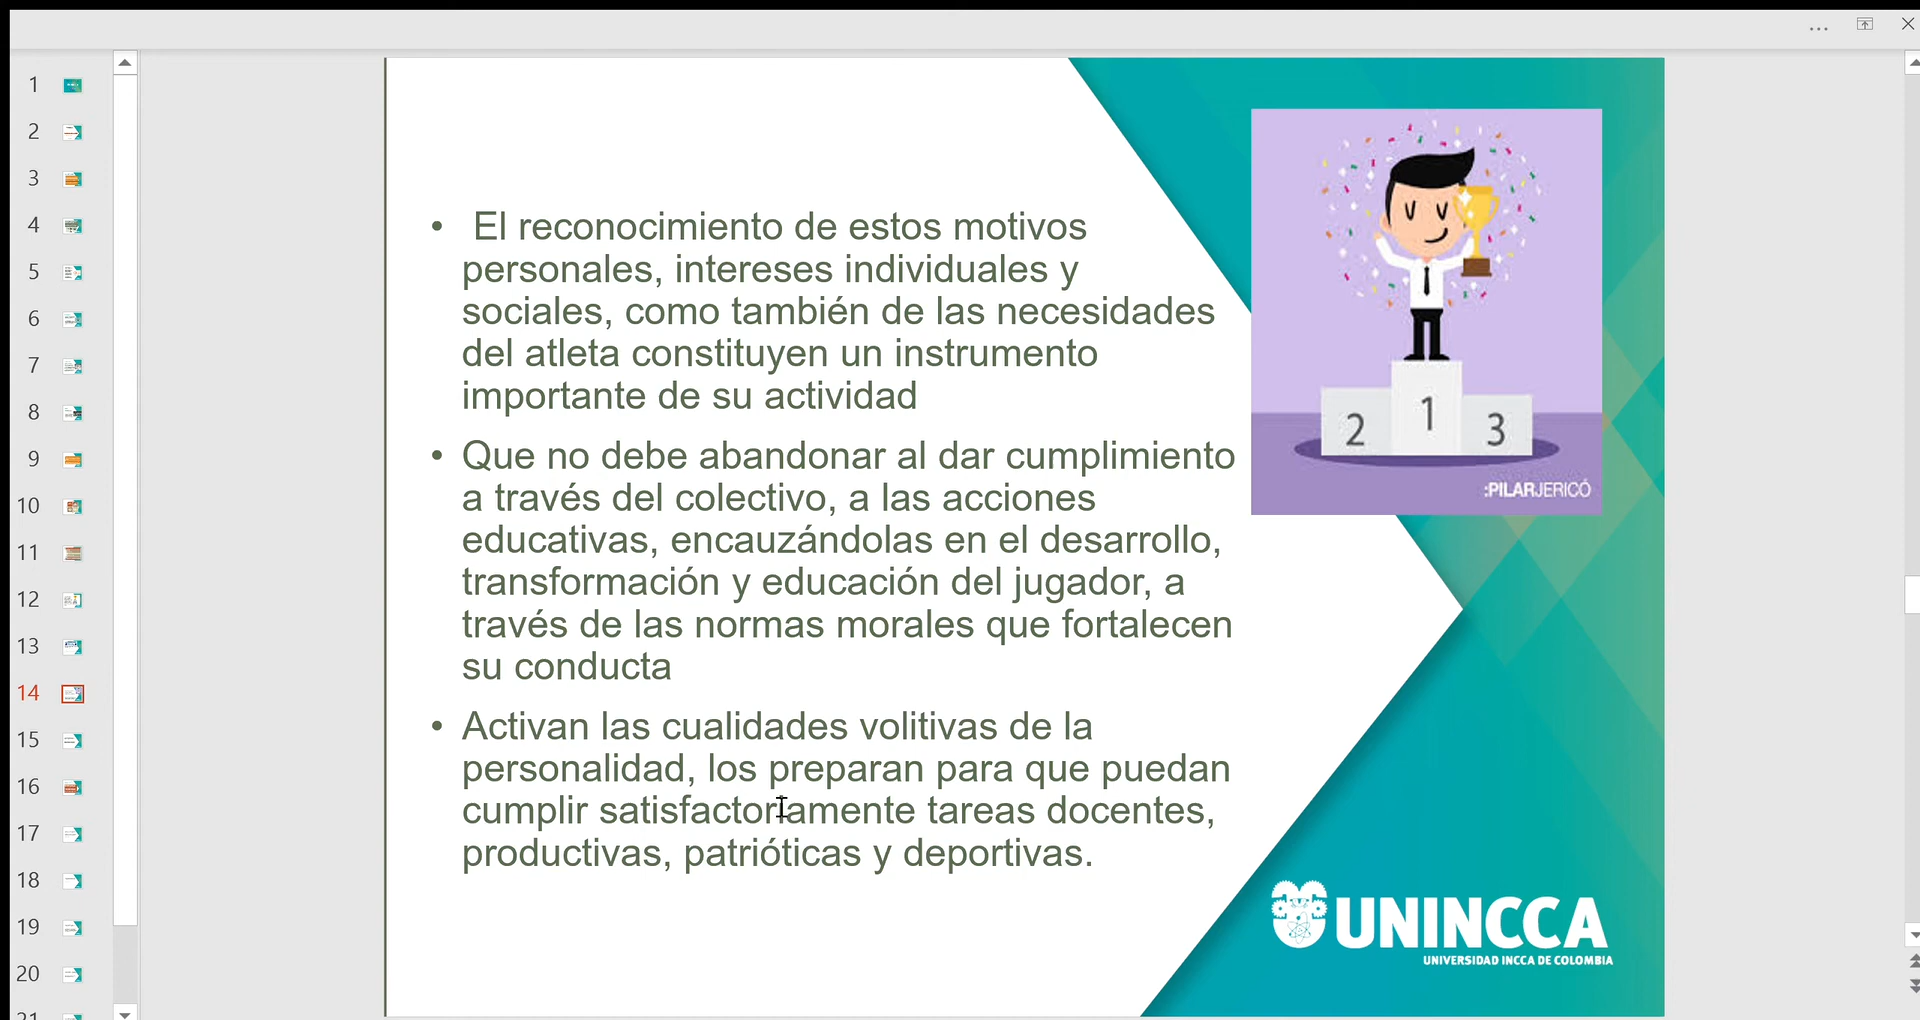 ...
1
2
3
4
5
6
7
8
9
10
11
12
13
14
15
16
17
18
19
20
21
• El reconocimiento de estos motivos
personales, intereses individuales y
sociales, como también de las necesidades
del atleta constituyen un instrumento
importante de su actividad
• Que no debe abandonar al dar cumplimiento
a través del colectivo, a las acciones
educativas, encauzándolas en el desarrollo,
transformación y educación del jugador, a
través de las normas morales que fortalecen
su conducta
• Activan las cualidades volitivas de la
personalidad, los preparan para que puedan
cumplir satisfactoriamente tareas docentes,
productivas, patrióticas y deportivas.
2 1 3
:PILARJERICÓ
UNINCCA
UNIVERSIDAD INCCA DE COLOMBIA